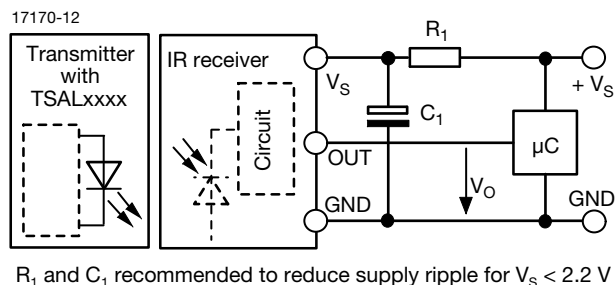 17170-12
Transmitter
with
TSALxxxx
IR receiver
Circuit
VS
R1
+ VS
C1
OUT
µC
VO
GND
GND
R1 and C1 recommended to reduce supply ripple for VS < 2.2 V